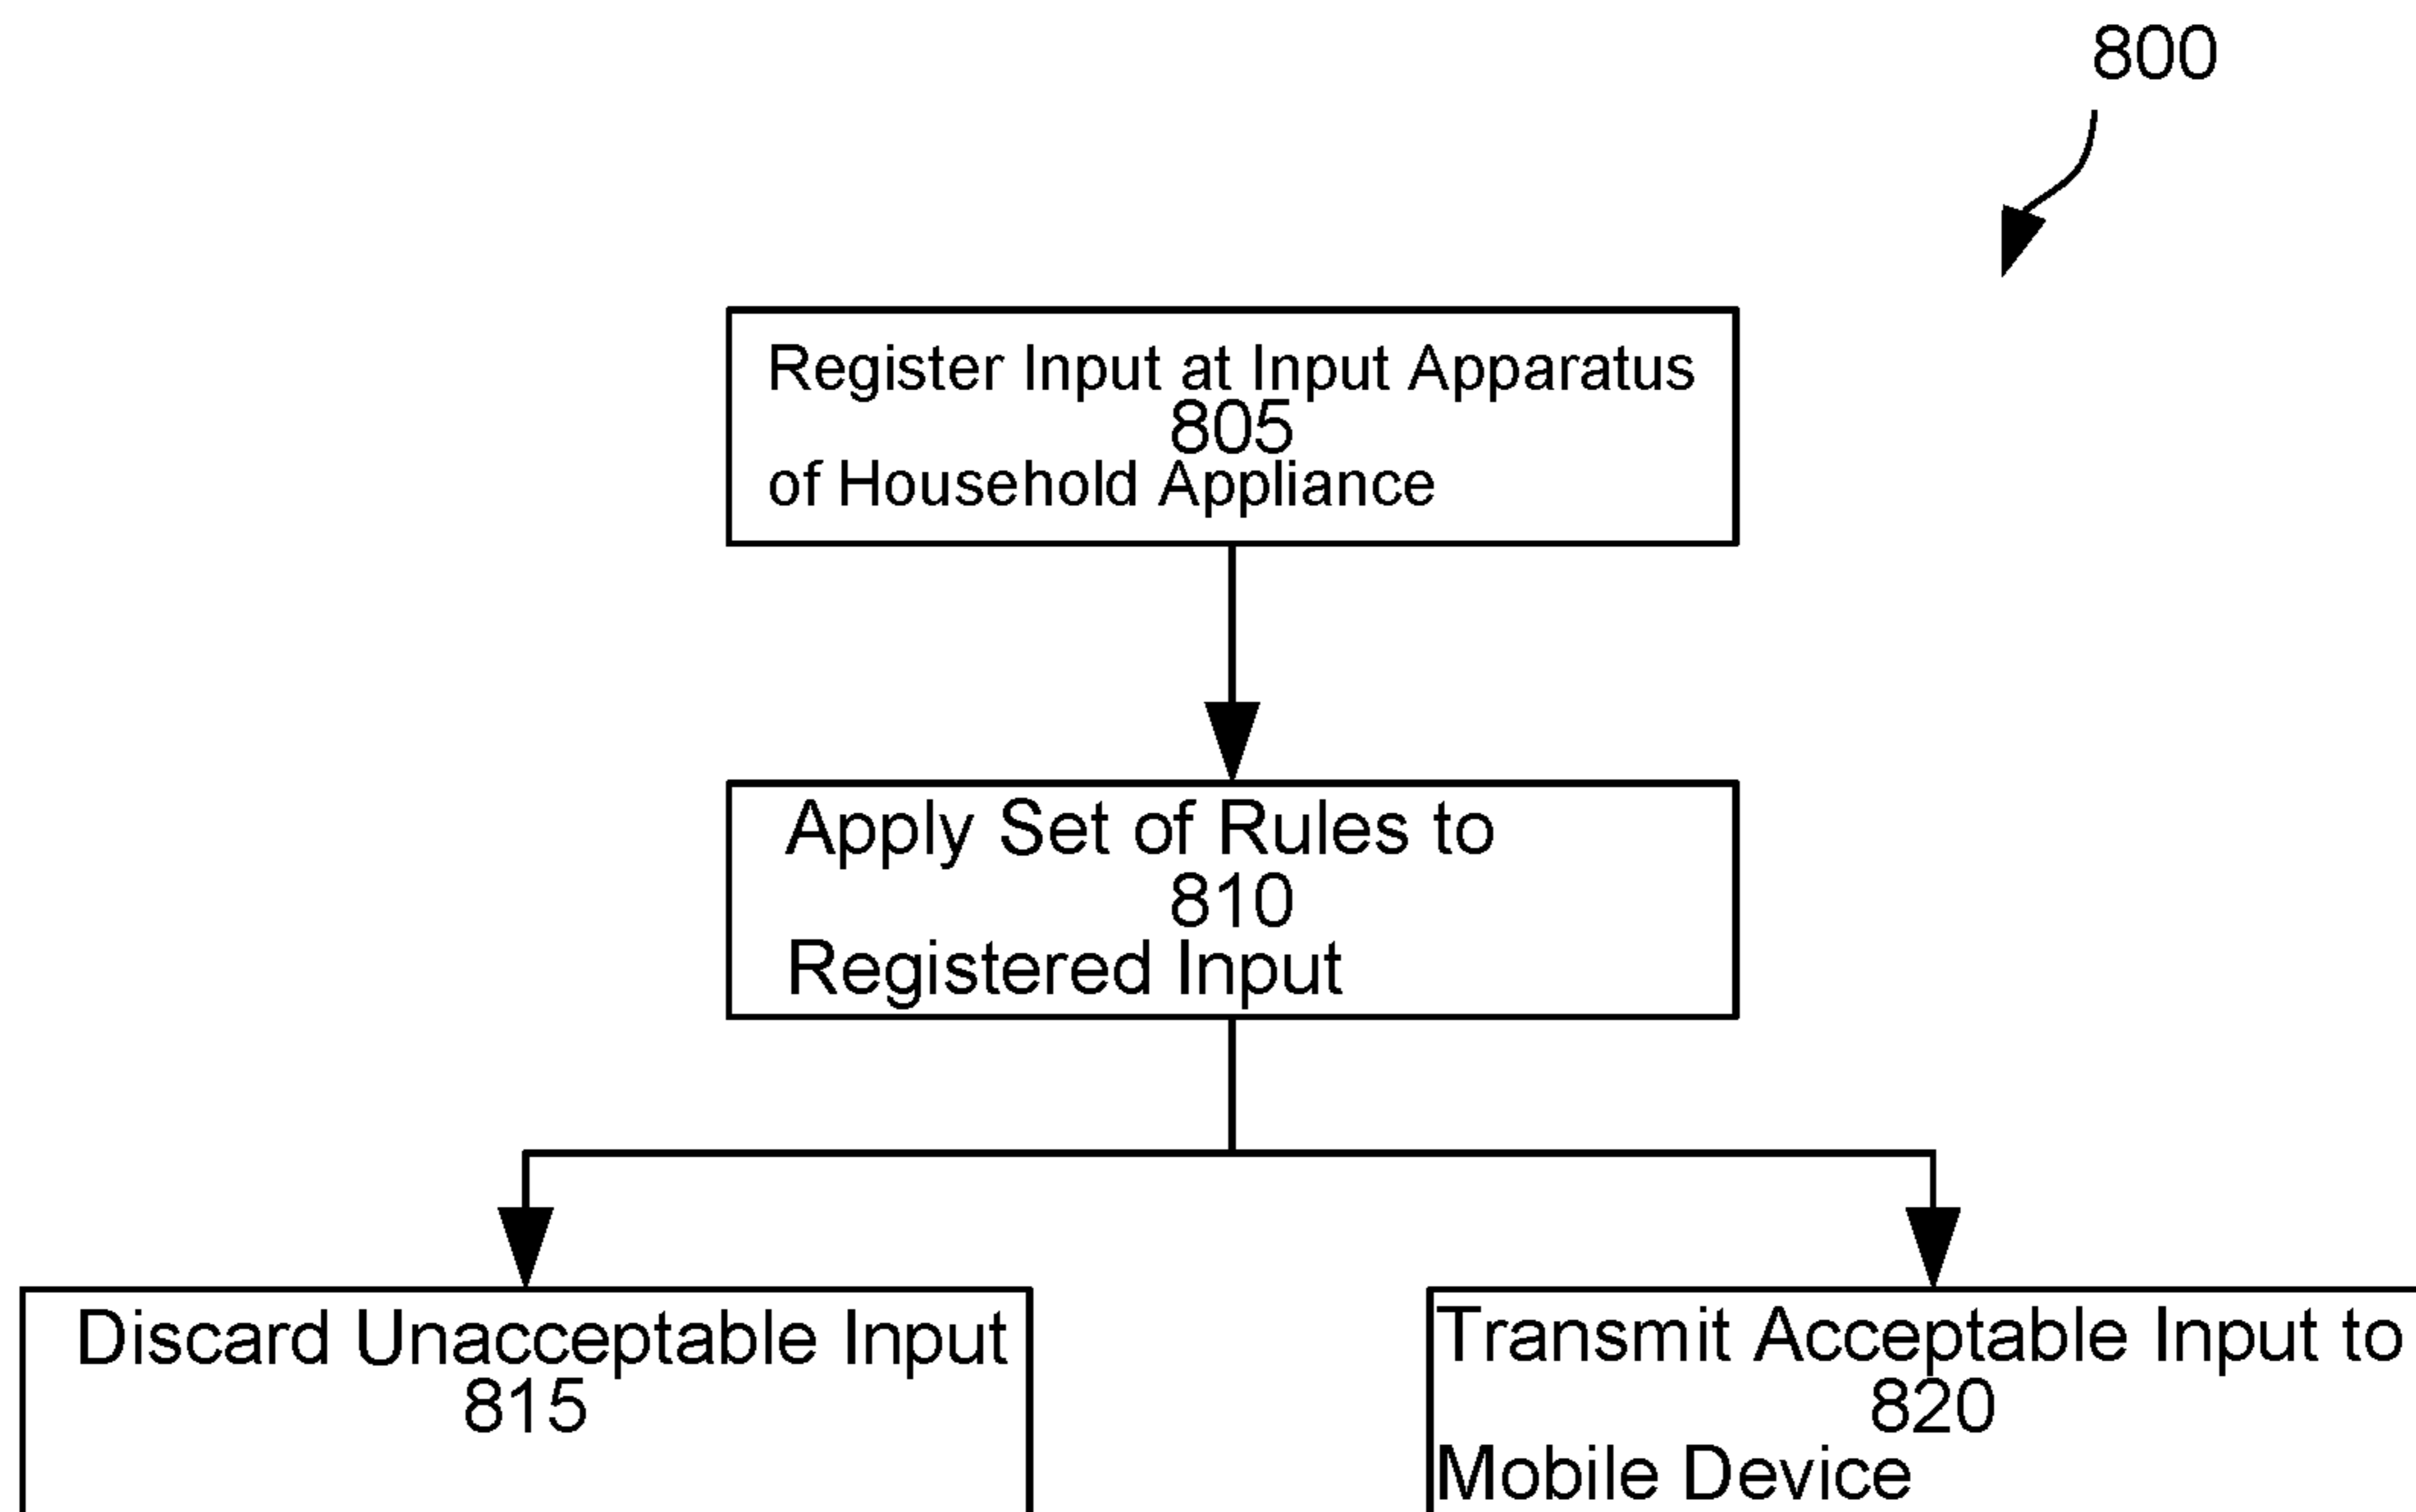 800
Register Input at Input Apparatus
805
of Household Appliance
Apply Set of Rules to
810
Registered Input
Discard Unacceptable Input
815
Transmit Acceptable Input to
820
Mobile Device